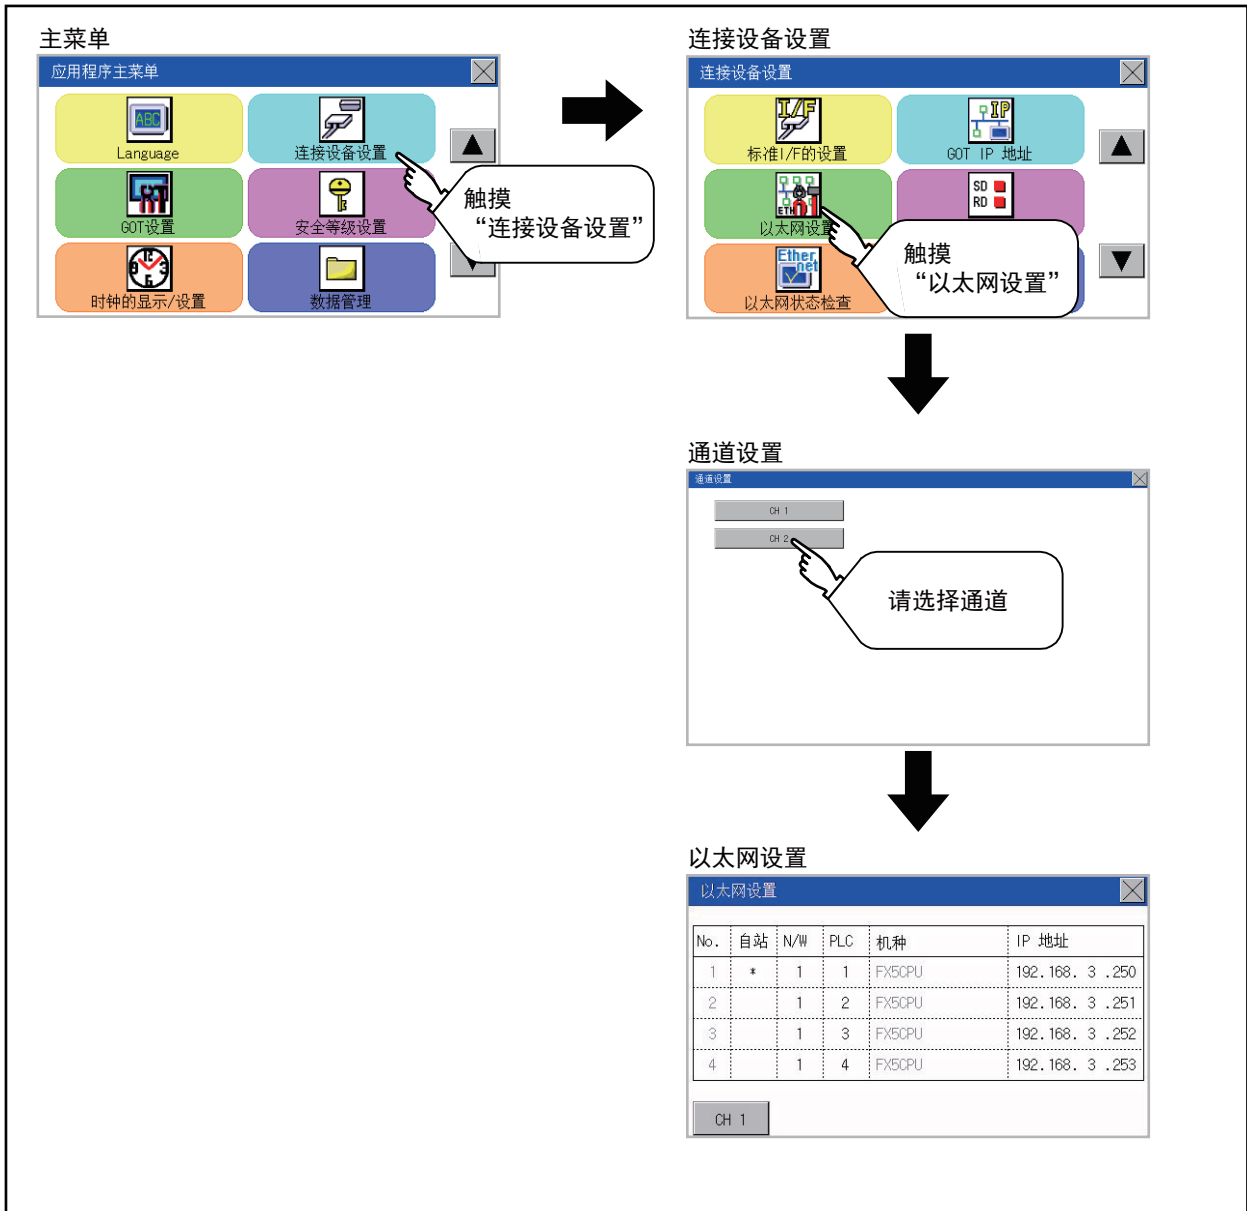 主菜单
应用程序主菜单
Language
连接设备设置
GOT设置
安全等级设置
时钟的显示/设置
数据管理
触摸
“连接设备设置”
连接设备设置
连接设备设置
标准I/F的设置
GOT IP 地址
以太网设置
SD
RD
以太网状态检查
触摸
“以太网设置”
通道设置
通道设置
CH 1
CH 2
请选择通道
以太网设置
以太网设置
No. 自站 N/W PLC 机种 IP 地址
1 * 1 1 FX5CPU 192.168. 3 .250
2 1 2 FX5CPU 192.168. 3 .251
3 1 3 FX5CPU 192.168. 3 .252
4 1 4 FX5CPU 192.168. 3 .253
CH 1